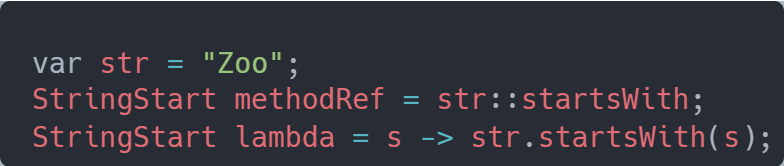 var str = "Zoo";
StringStart methodRef = str::startsWith;
StringStart lambda = s -> str.startsWith(s);